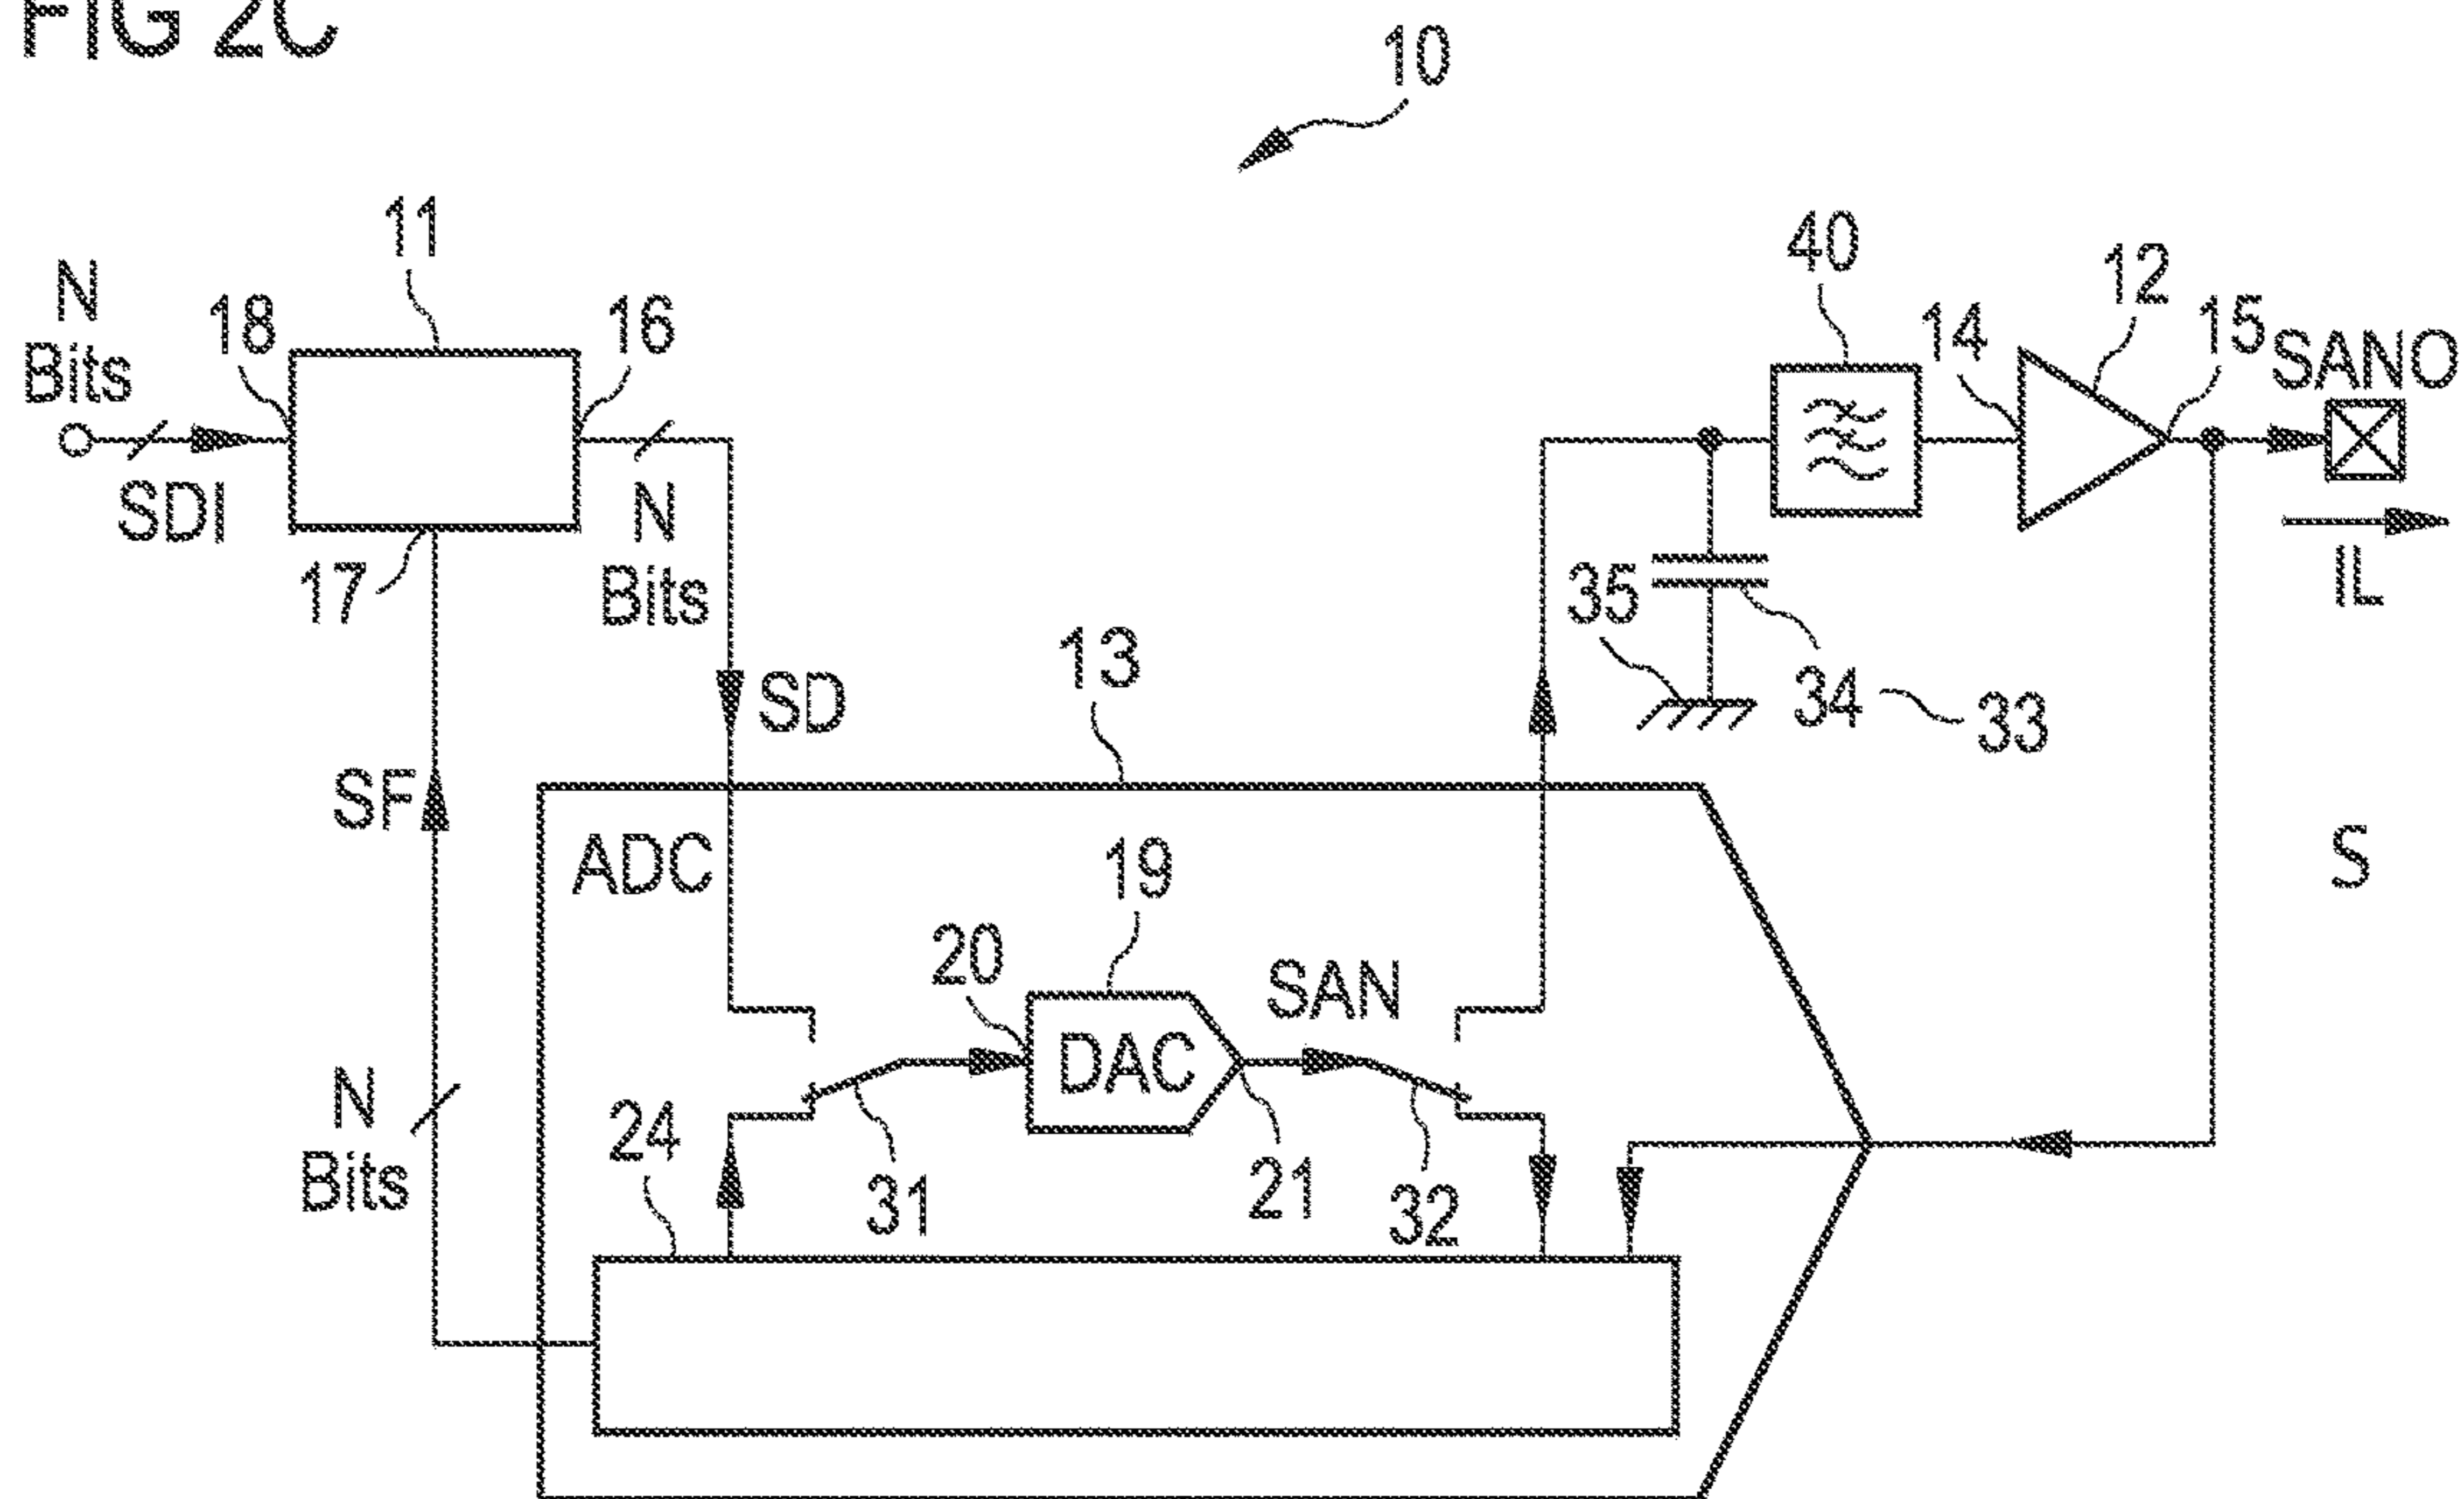 FIG 2C
10
11
N
Bits
18
16
SDI
17
N
Bits
40
14
12
15
SANO
IL
35
34
33
SD
13
SF
ADC
19
S
20
SAN
DAC
N
Bits
24
31
21
32